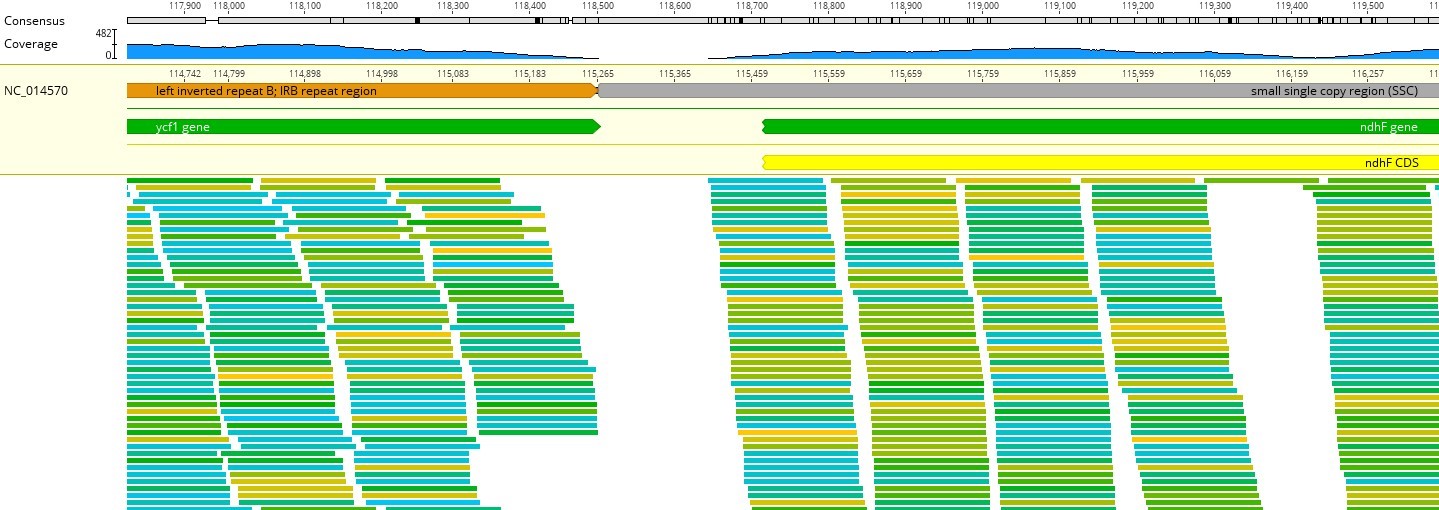 117,900 118,000 118,100 118,200 118,300 118,400 118,500 118,600 118,700 118,800 118,900 119,000 119,100 119,200 119,300 119,400 119,500 11
Consensus
482
Coverage
0
114,742 114,799 114,898 114,998 115,083 115,183 115,265 115,365 115,459 115,559 115,659 115,759 115,859 115,959 116,059 116,159 116,257 11
NC_014570 left inverted repeat B; IRB repeat region small single copy region (SSC)
ycf1 gene ndhF gene
ndhF CDS